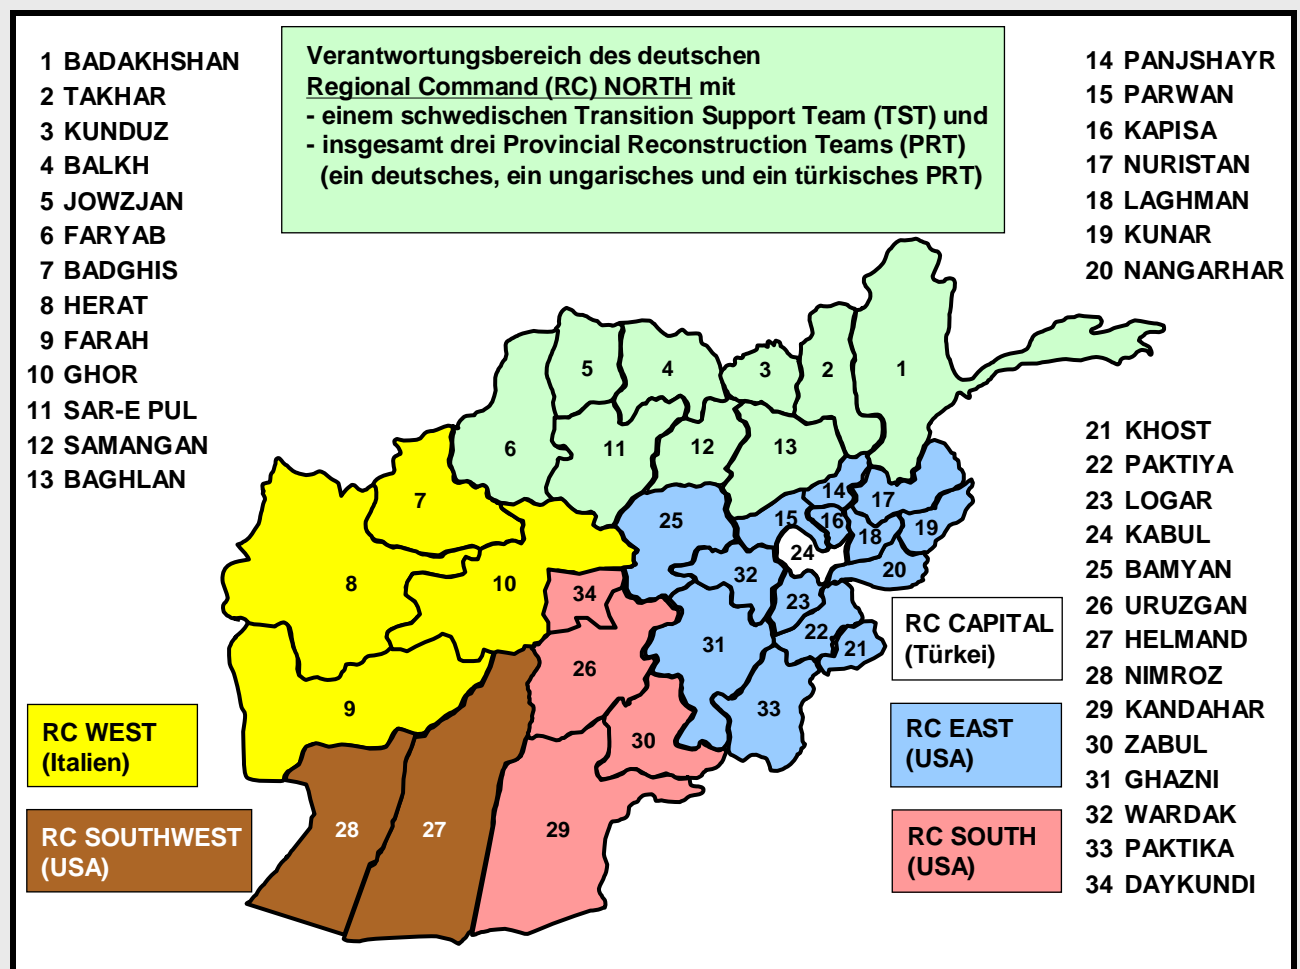 1 BADAKHSHAN
2 TAKHAR
3 KUNDUZ
4 BALKH
5 JOWZJAN
6 FARYAB
7 BADGHIS
8 HERAT
9 FARAH
10 GHOR
11 SAR-E PUL
12 SAMANGAN
13 BAGHLAN
Verantwortungsbereich des deutschen
Regional Command (RC) NORTH mit
- einem schwedischen Transition Support Team (TST) und
- insgesamt drei Provincial Reconstruction Teams (PRT)
(ein deutsches, ein ungarisches und ein türkisches PRT)
14 PANJSHAYR
15 PARWAN
16 KAPISA
17 NURISTAN
18 LAGHMAN
19 KUNAR
20 NANGARHAR
21 KHOST
22 PAKTIYA
23 LOGAR
24 KABUL
25 BAMYAN
26 URUZGAN
27 HELMAND
28 NIMROZ
29 KANDAHAR
30 ZABUL
31 GHAZNI
32 WARDAK
33 PAKTIKA
34 DAYKUNDI
1
2
3
4
5
6
11
12
13
7
14
17
25
15
16
19
18
24
20
8
10
34
32
23
22
21
31
26
9
33
30
28
27
29
RC WEST
(Italien)
RC SOUTHWEST
(USA)
RC CAPITAL
(Türkei)
RC EAST
(USA)
RC SOUTH
(USA)